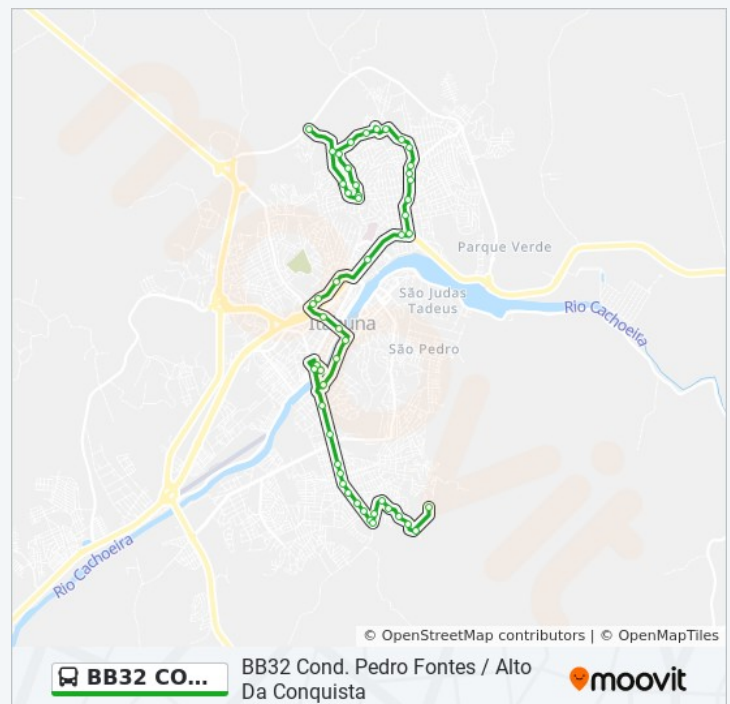 Parque Verde
São Judas
Tadeus
Rio Cachoeira
Itabuna
São Pedro
Rio Cachoeira
© OpenStreetMap contributors | © OpenMapTiles
BB32 CO...
BB32 Cond. Pedro Fontes / Alto
Da Conquista
moovit